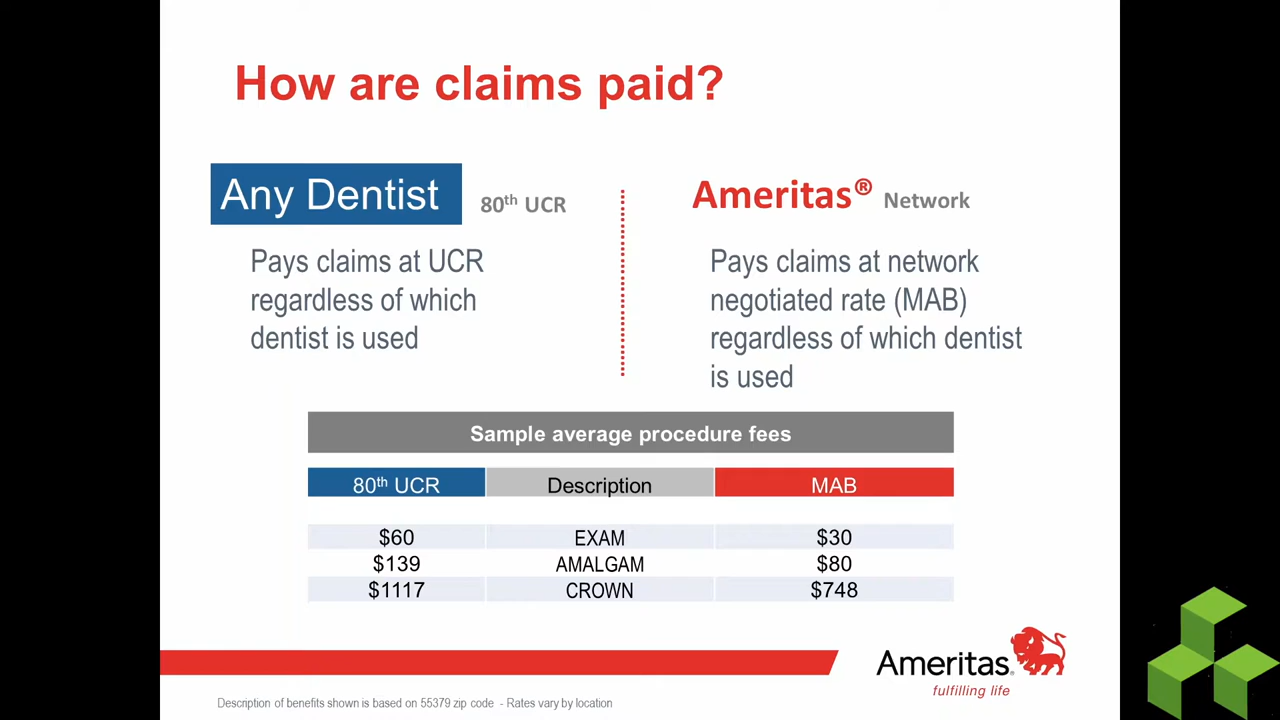 How are claims paid?
Any Dentist 80th UCR
Pays claims at UCR
regardless of which
dentist is used
Ameritas® Network
Pays claims at network
negotiated rate (MAB)
regardless of which dentist
is used
Sample average procedure fees
80th UCR Description MAB
$60 EXAM $30
$139 AMALGAM $80
$1117 CROWN $748
Ameritas®
fulfilling life
Description of benefits shown is based on 55379 zip code - Rates vary by location